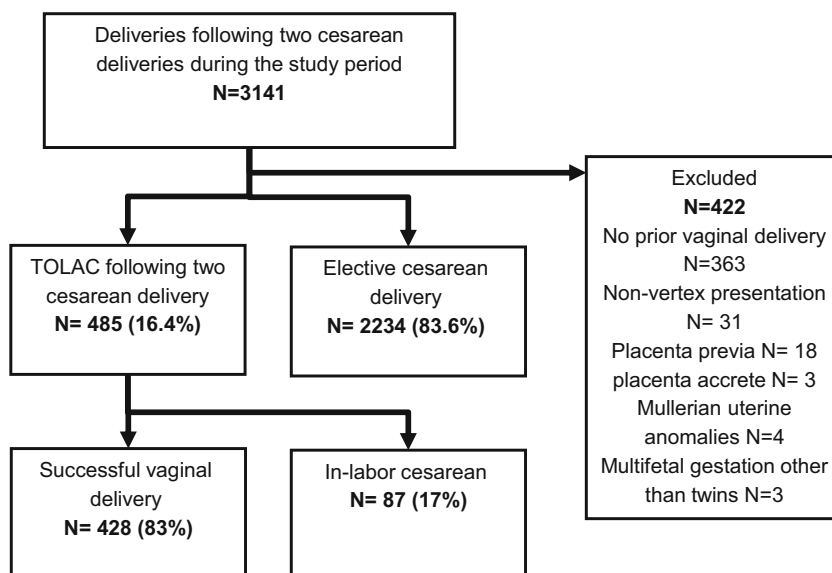 Deliveries following two cesarean
deliveries during the study period
N=3141
Excluded
N=422
No prior vaginal delivery
N=363
Non-vertex presentation
N= 31
Placenta previa N= 18
placenta accrete N= 3
Mullerian uterine
anomalies N=4
Multifetal gestation other
than twins N=3
TOLAC following two
cesarean delivery
N= 485 (16.4%)
Elective cesarean
delivery
N= 2234 (83.6%)
Successful vaginal
delivery
N= 428 (83%)
In-labor cesarean
N= 87 (17%)